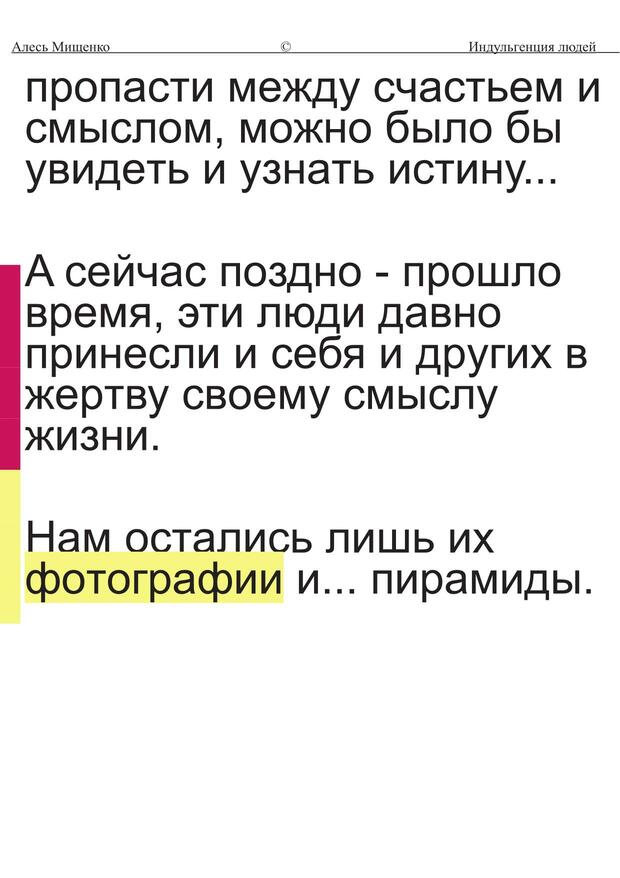 Алесь Мищенко © Индульгенция людей
пропасти между счастьем и
смыслом, можно было бы
увидеть и узнать истину...
А сейчас поздно - прошло
время, эти люди давно
принесли и себя и других в
жертву своему смыслу
жизни.
Нам остались лишь их
фотографии и... пирамиды.